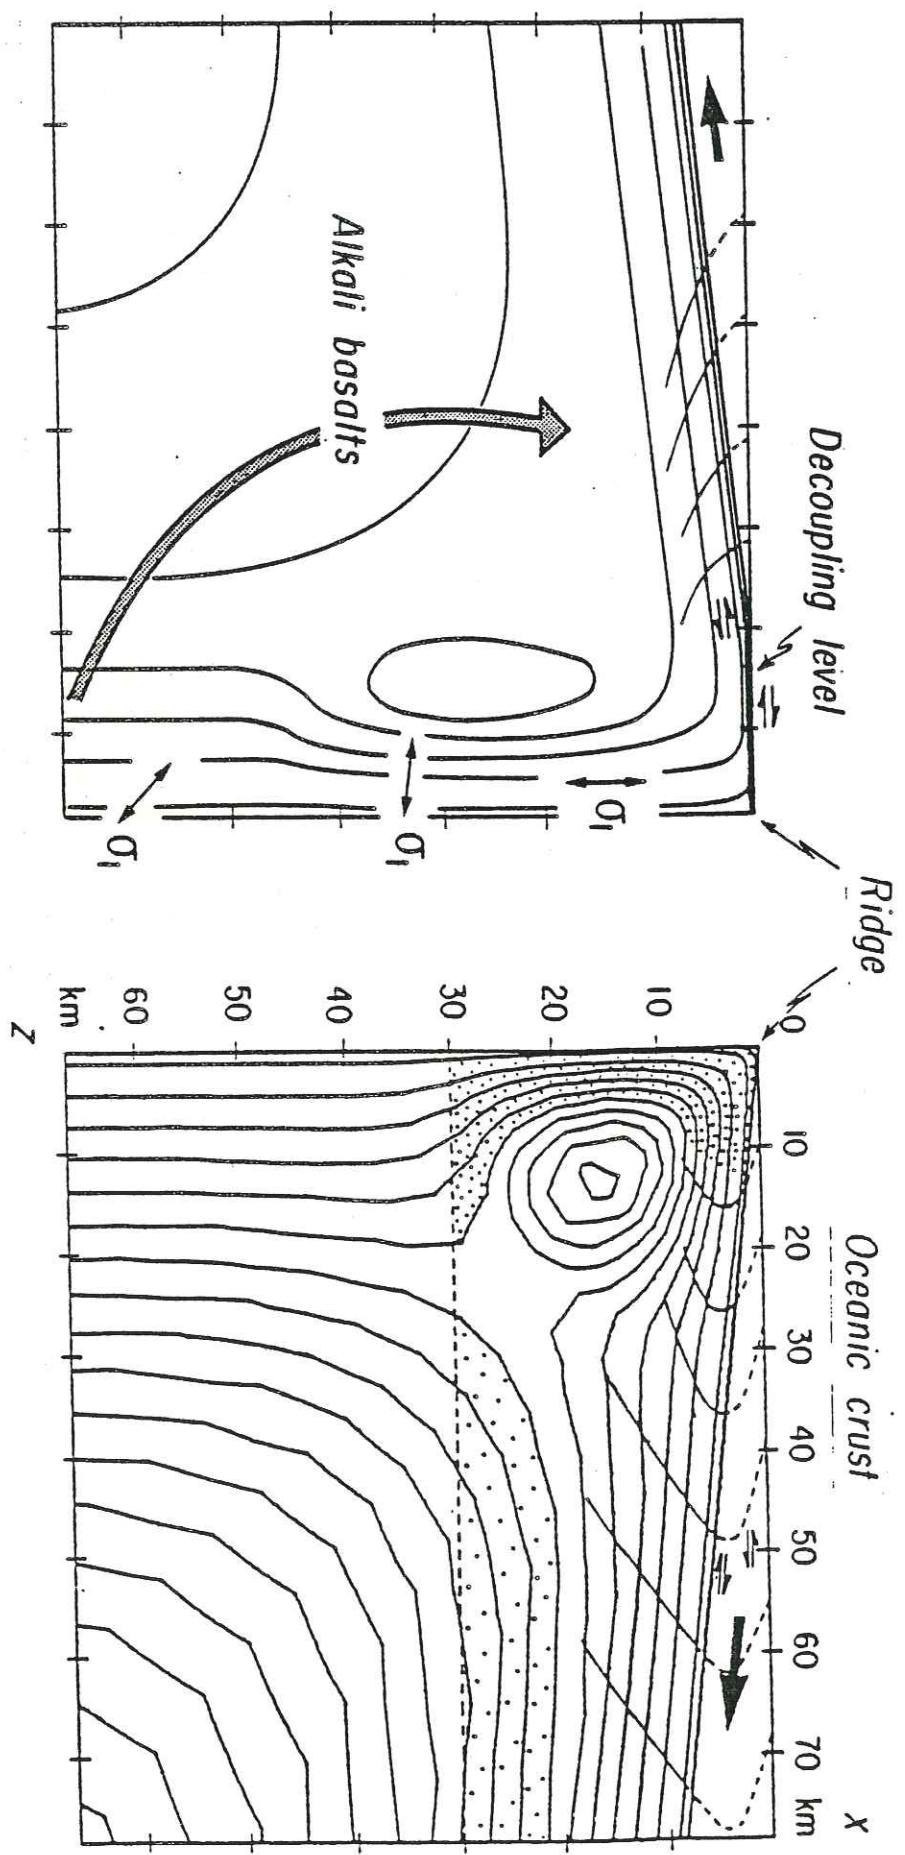 Ridge
Decoupling level
Oceanic crust
Alkali basalts
σ₁
σ₁
σ₁
0
10
20
30
40
50
60
70 km
x
10
20
30
40
50
60
km
z